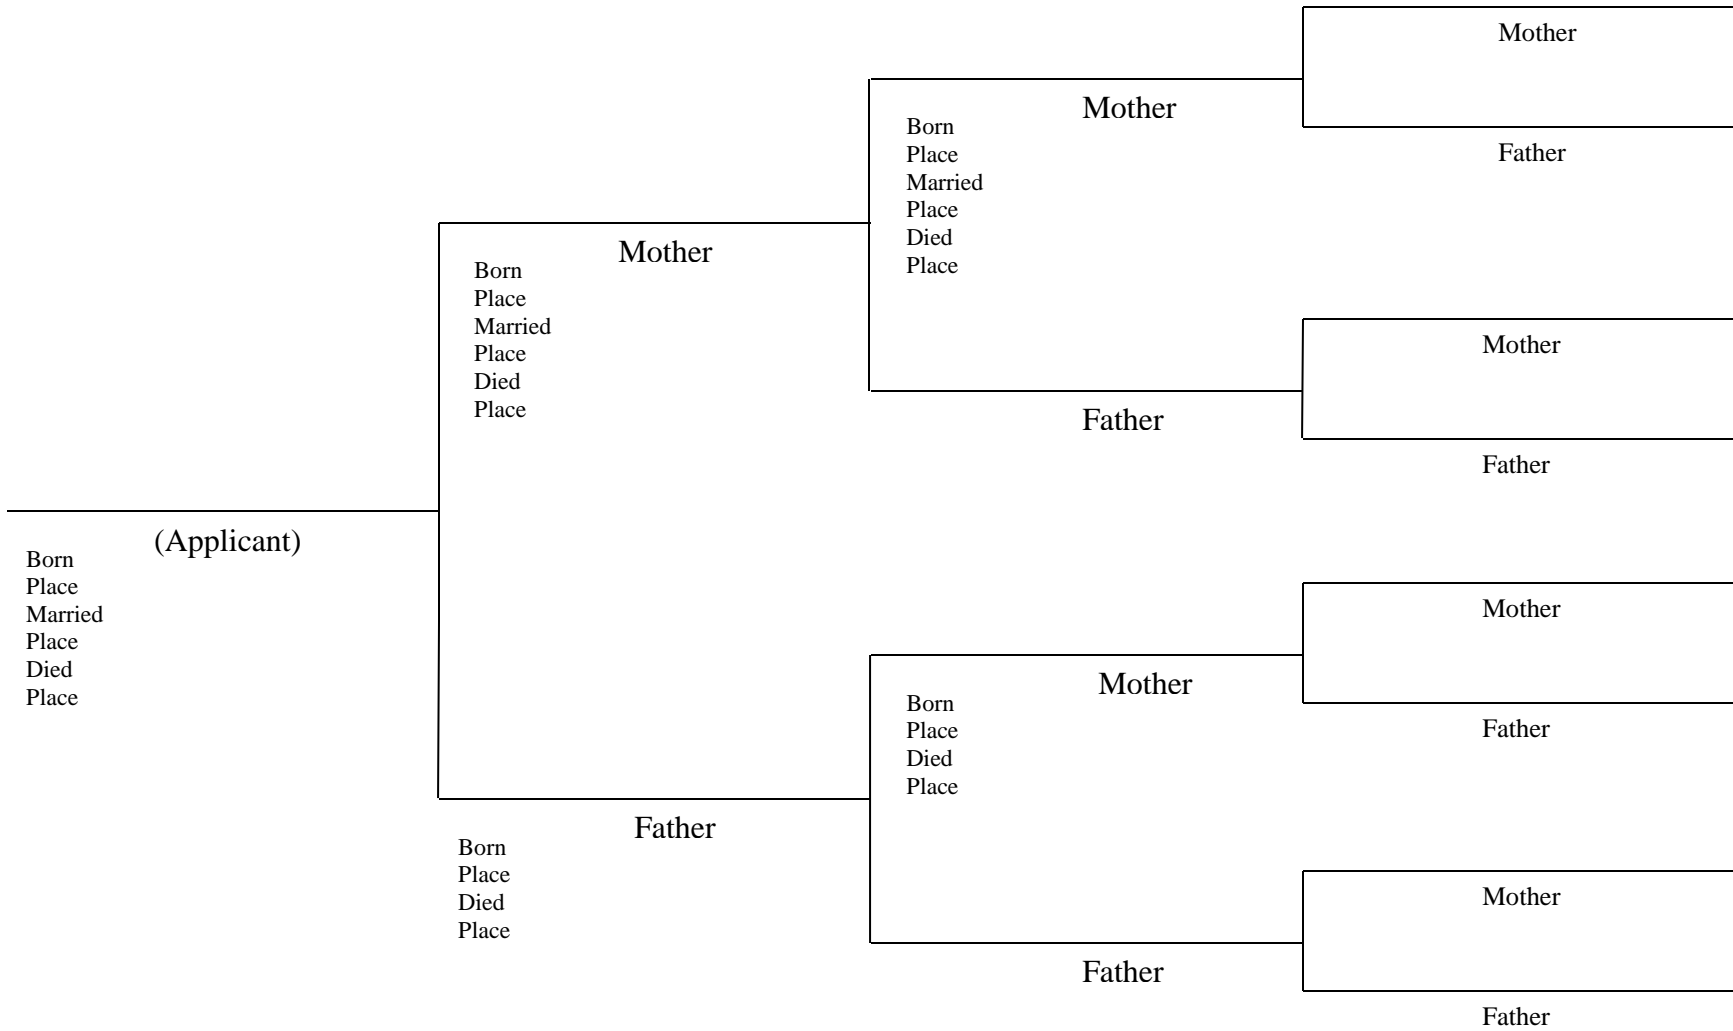 Mother
Mother
Born
Place
Married
Place
Died
Place
Father
Mother
Born
Place
Married
Place
Died
Place
Mother
Father
Father
(Applicant)
Born
Place
Married
Place
Died
Place
Mother
Mother
Born
Place
Died
Place
Father
Father
Born
Place
Died
Place
Mother
Father
Father